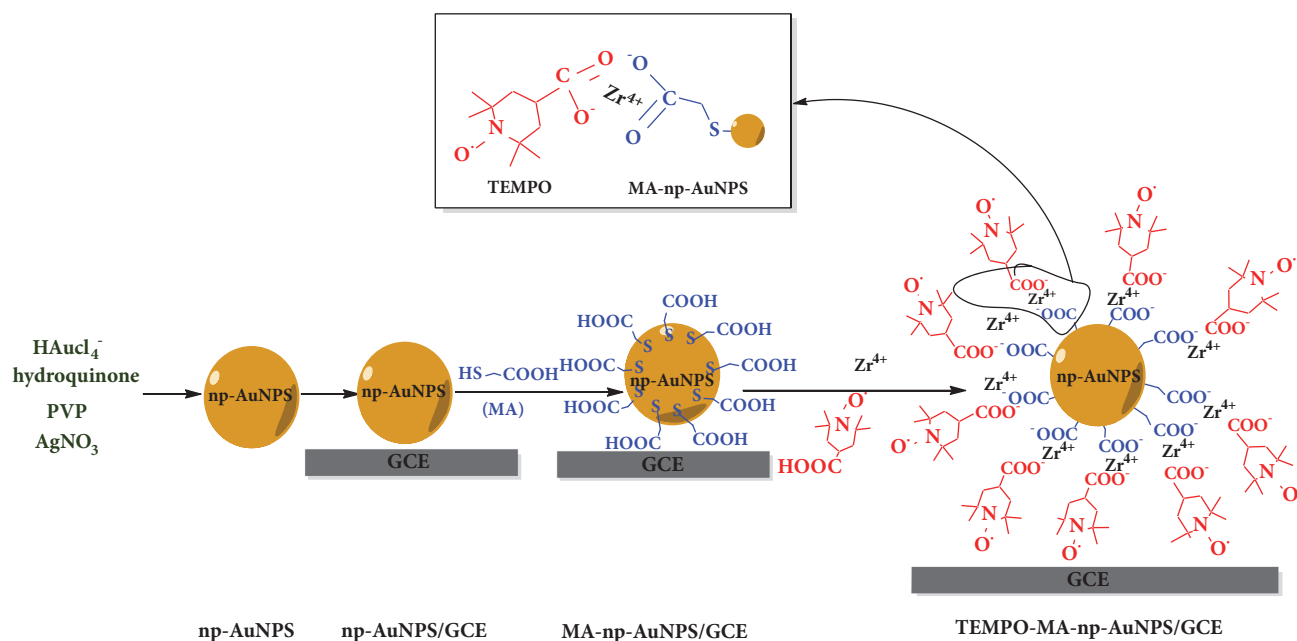 O
C
Zr⁴⁺
O⁻
N
O·
TEMPO
⁻O
C
O
S
MA-np-AuNPS
HAucl₄⁻
hydroquinone
PVP
AgNO₃
np-AuNPS
np-AuNPS
GCE
HS COOH
(MA)
COOH
COOH
HOOC
COOH
HOOC
COOH
HOOC
COOH
HOOC
COOH
S
S
S
S
S
S
S
S
S
S
np-AuNPS
GCE
Zr⁴⁺
O·
N
HOOC
O·
N
COO⁻
O·
N
COO⁻
O·
N
COO⁻
O·
N
COO⁻
Zr⁴⁺
Zr⁴⁺
⁻OOC
COO⁻
Zr⁴⁺
Zr⁴⁺
⁻OOC
np-AuNPS
Zr⁴⁺
⁻OOC
COO⁻
Zr⁴⁺
COO⁻
N
O·
⁻OOC
COO⁻
COO⁻
Zr⁴⁺
Zr⁴⁺
Zr⁴⁺
COO⁻
N
O·
COO⁻
N
O·
COO⁻
N
O·
COO⁻
N
O·
GCE
np-AuNPS
np-AuNPS/GCE
MA-np-AuNPS/GCE
TEMPO-MA-np-AuNPS/GCE